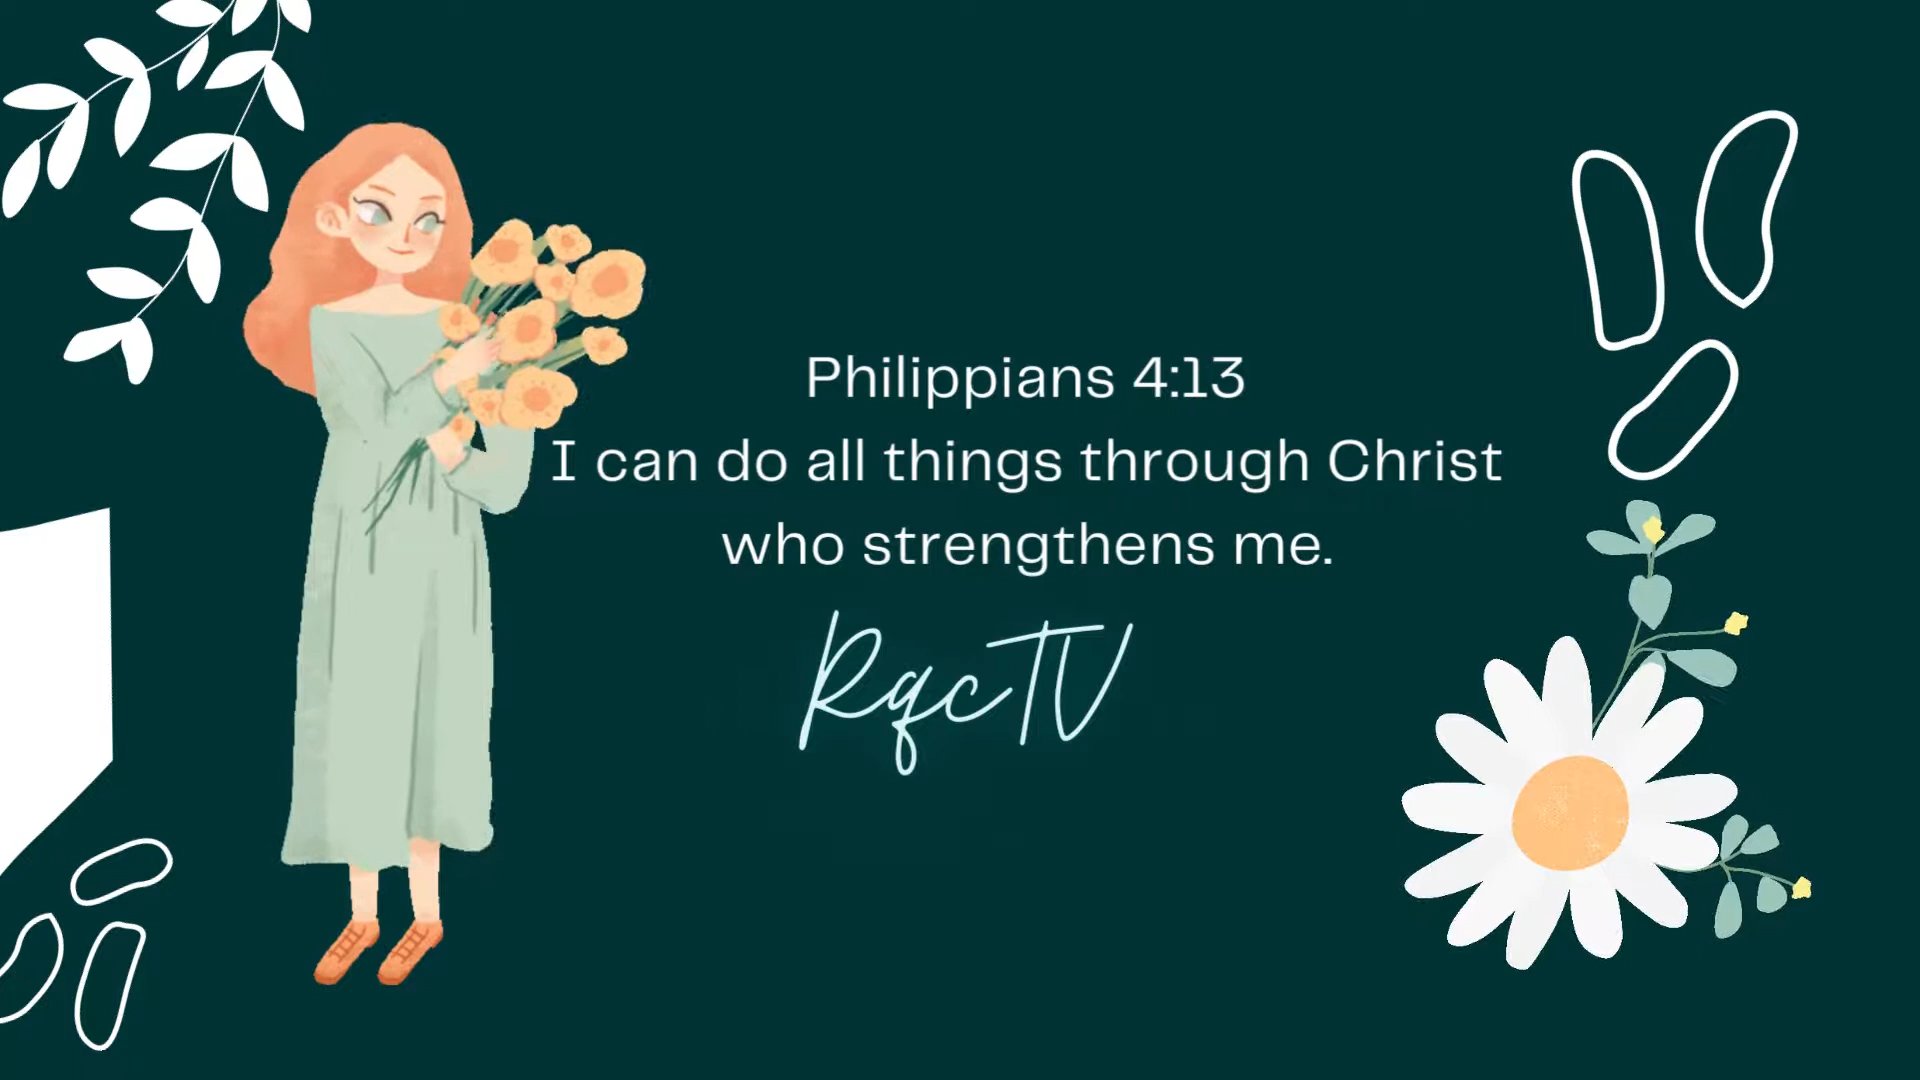 Philippians 4:13
I can do all things through Christ
who strengthens me.
RqcTV